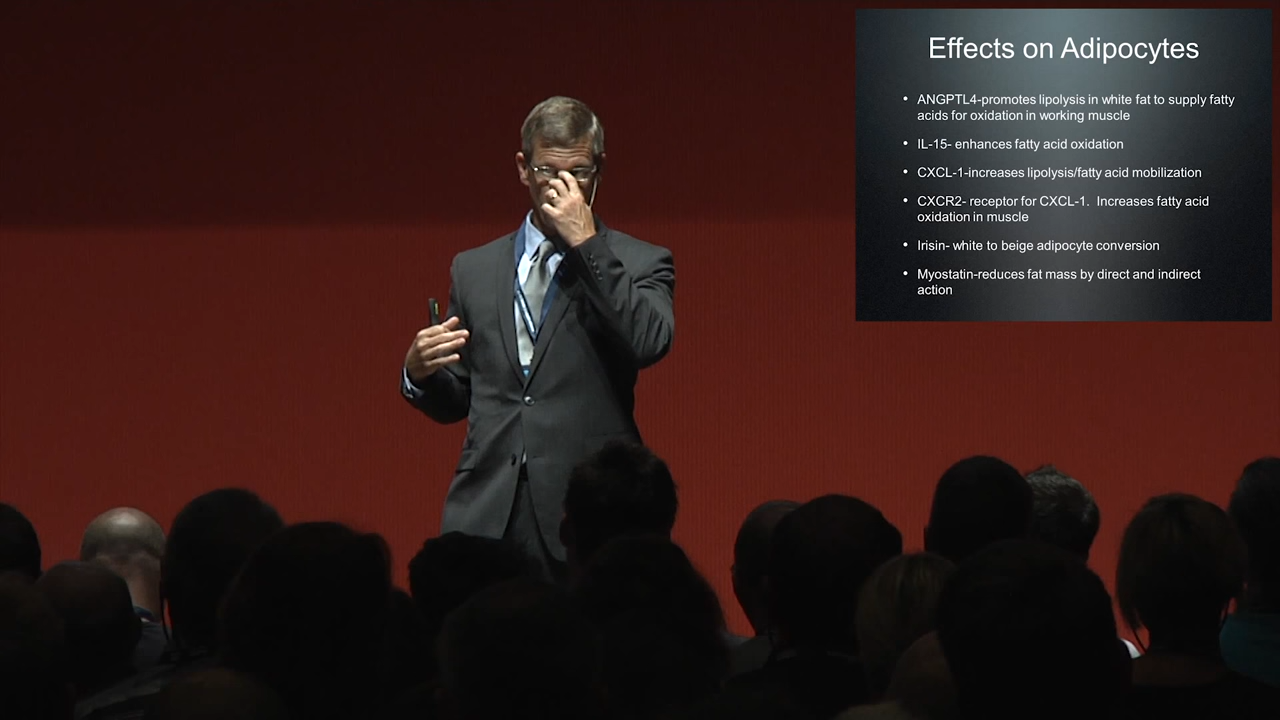 Effects on Adipocytes
• ANGPTL4-promotes lipolysis in white fat to supply fatty
acids for oxidation in working muscle
• IL-15- enhances fatty acid oxidation
• CXCL-1-increases lipolysis/fatty acid mobilization
• CXCR2- receptor for CXCL-1.  Increases fatty acid
oxidation in muscle
• Irisin- white to beige adipocyte conversion
• Myostatin-reduces fat mass by direct and indirect
action